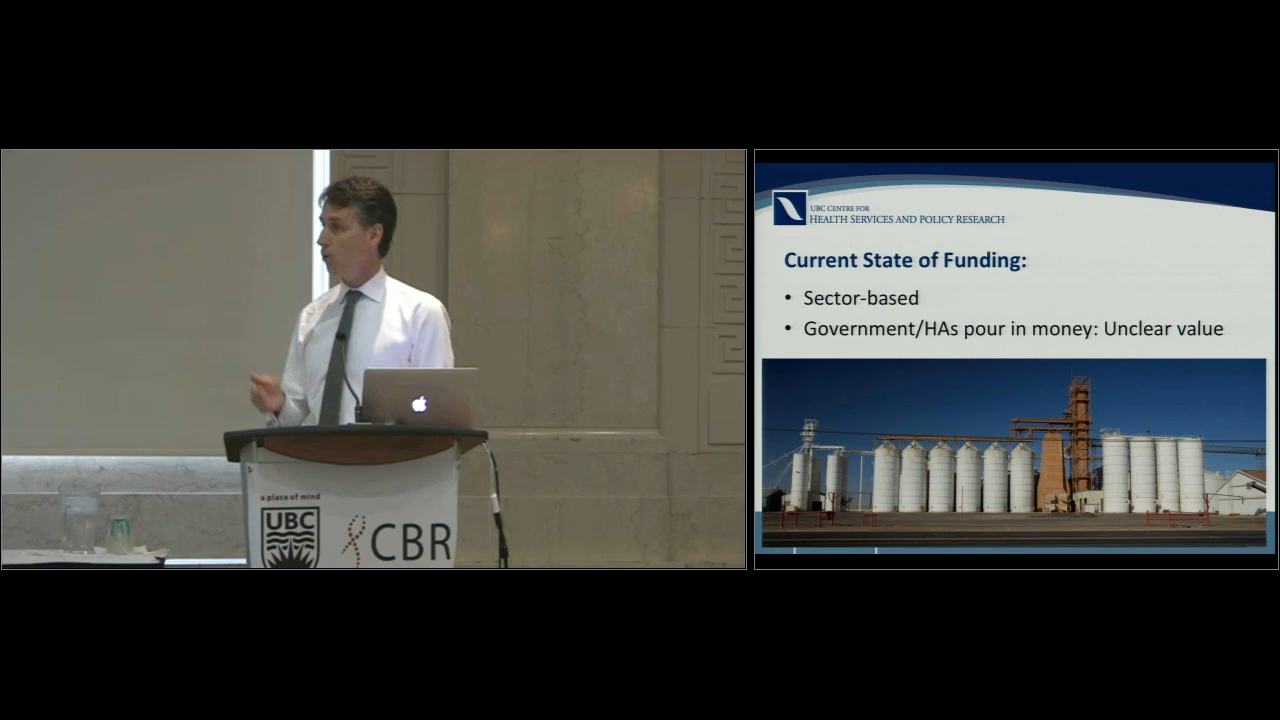 a place of mind
UBC
CBR
UBC CENTRE FOR
HEALTH SERVICES AND POLICY RESEARCH
Current State of Funding:
• Sector-based
• Government/HAs pour in money: Unclear value